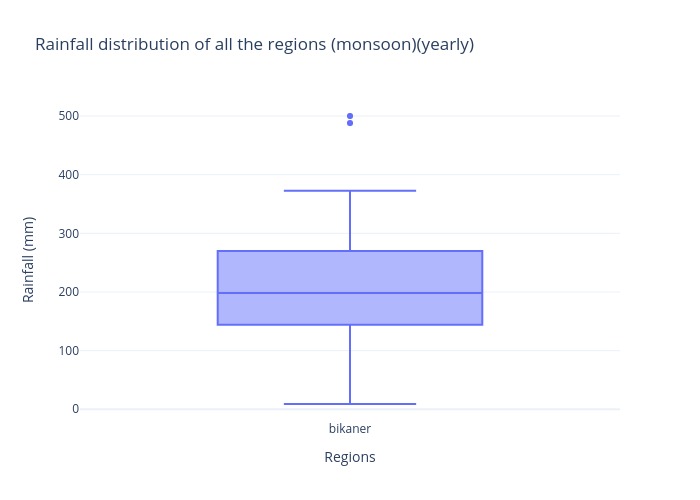 Rainfall distribution of all the regions (monsoon)(yearly)
500
400
300
200
100
0
Rainfall (mm)
bikaner
Regions